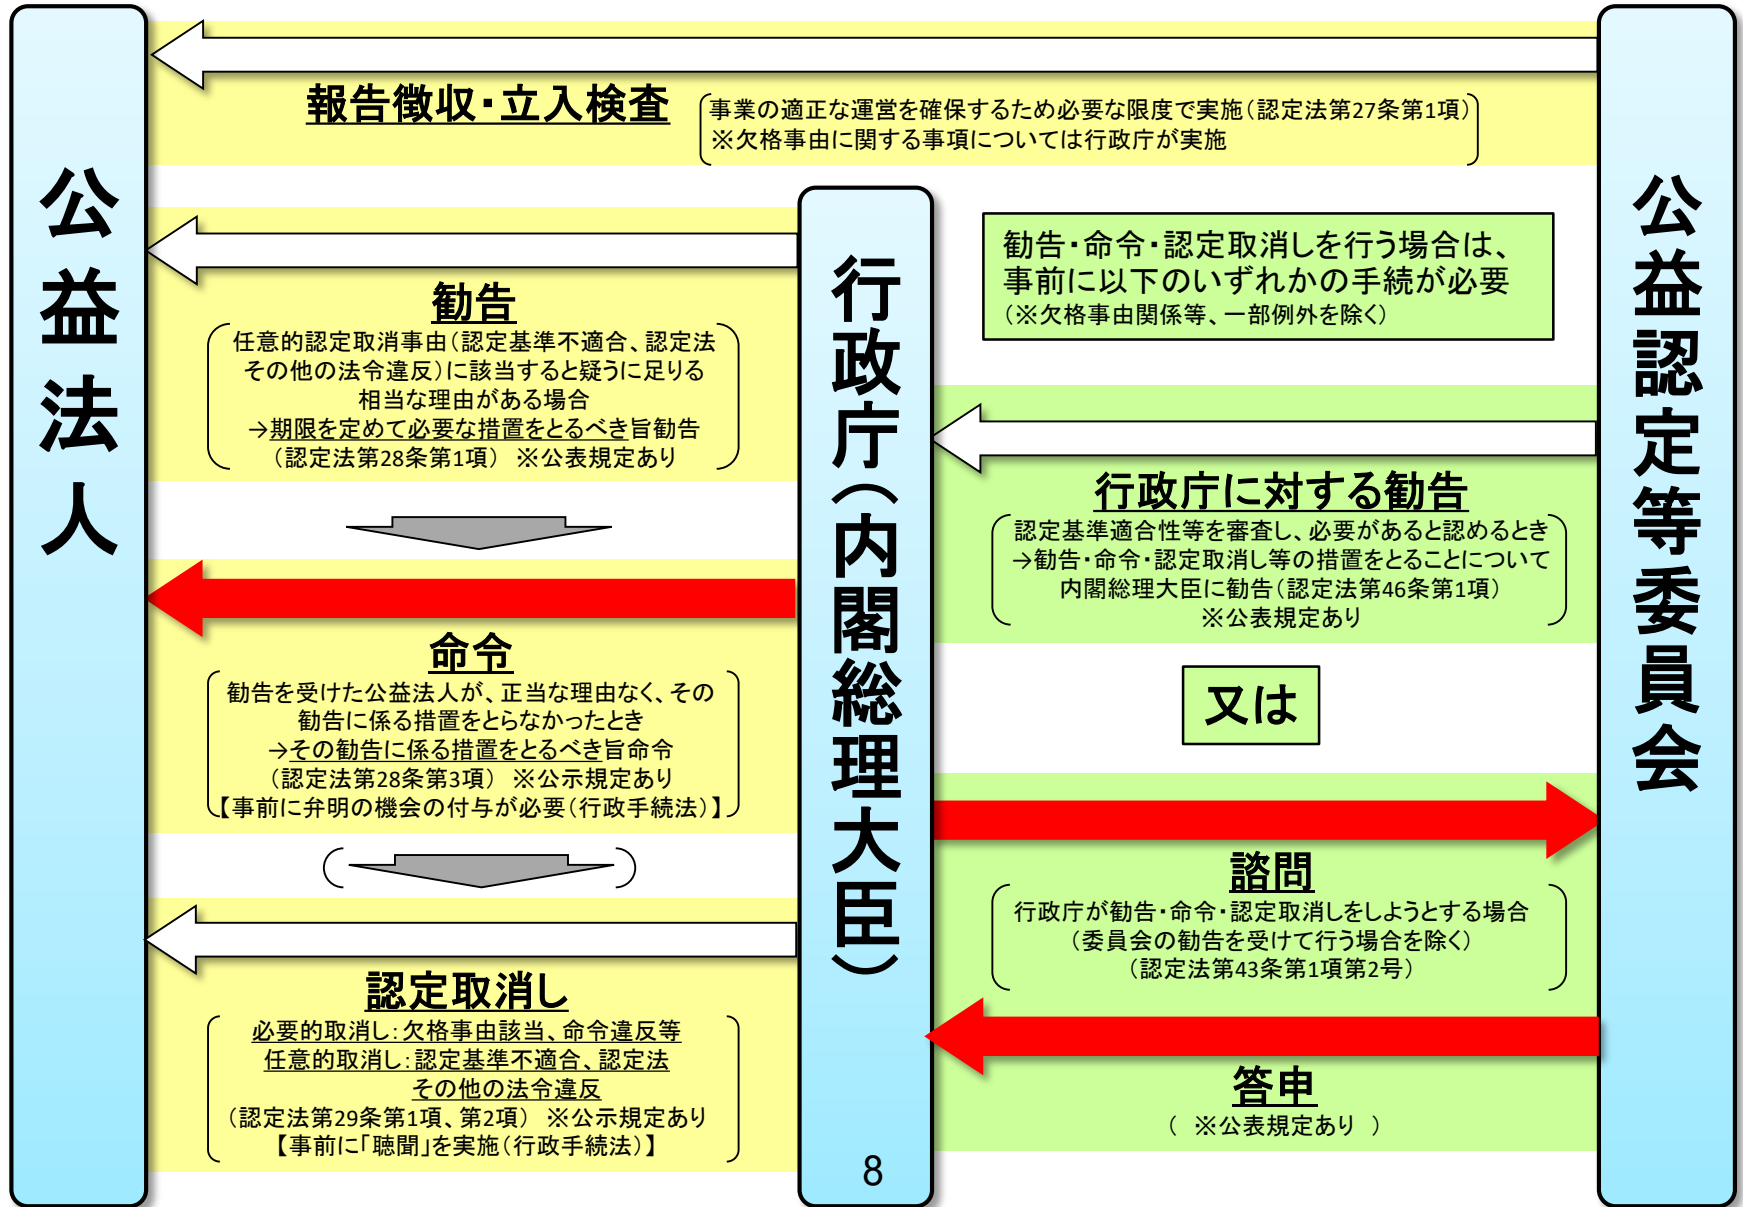 公益法人
報告徴収・立入検査
事業の適正な運営を確保するため必要な限度で実施(認定法第27条第1項)
※欠格事由に関する事項については行政庁が実施
勧告
任意的認定取消事由(認定基準不適合、認定法
その他の法令違反)に該当すると疑うに足りる
相当な理由がある場合
→期限を定めて必要な措置をとるべき旨勧告
(認定法第28条第1項) ※公表規定あり
命令
勧告を受けた公益法人が、正当な理由なく、その
勧告に係る措置をとらなかったとき
→その勧告に係る措置をとるべき旨命令
(認定法第28条第3項) ※公示規定あり
【事前に弁明の機会の付与が必要(行政手続法)】
認定取消し
必要的取消し:欠格事由該当、命令違反等
任意的取消し:認定基準不適合、認定法
その他の法令違反
(認定法第29条第1項、第2項) ※公示規定あり
【事前に「聴聞」を実施(行政手続法)】
行政庁(内閣総理大臣)
8
勧告・命令・認定取消しを行う場合は、
事前に以下のいずれかの手続が必要
(※欠格事由関係等、一部例外を除く)
行政庁に対する勧告
認定基準適合性等を審査し、必要があると認めるとき
→勧告・命令・認定取消し等の措置をとることについて
内閣総理大臣に勧告(認定法第46条第1項)
※公表規定あり
又は
諮問
行政庁が勧告・命令・認定取消しをしようとする場合
(委員会の勧告を受けて行う場合を除く)
(認定法第43条第1項第2号)
答申
( ※公表規定あり )
公益認定等委員会